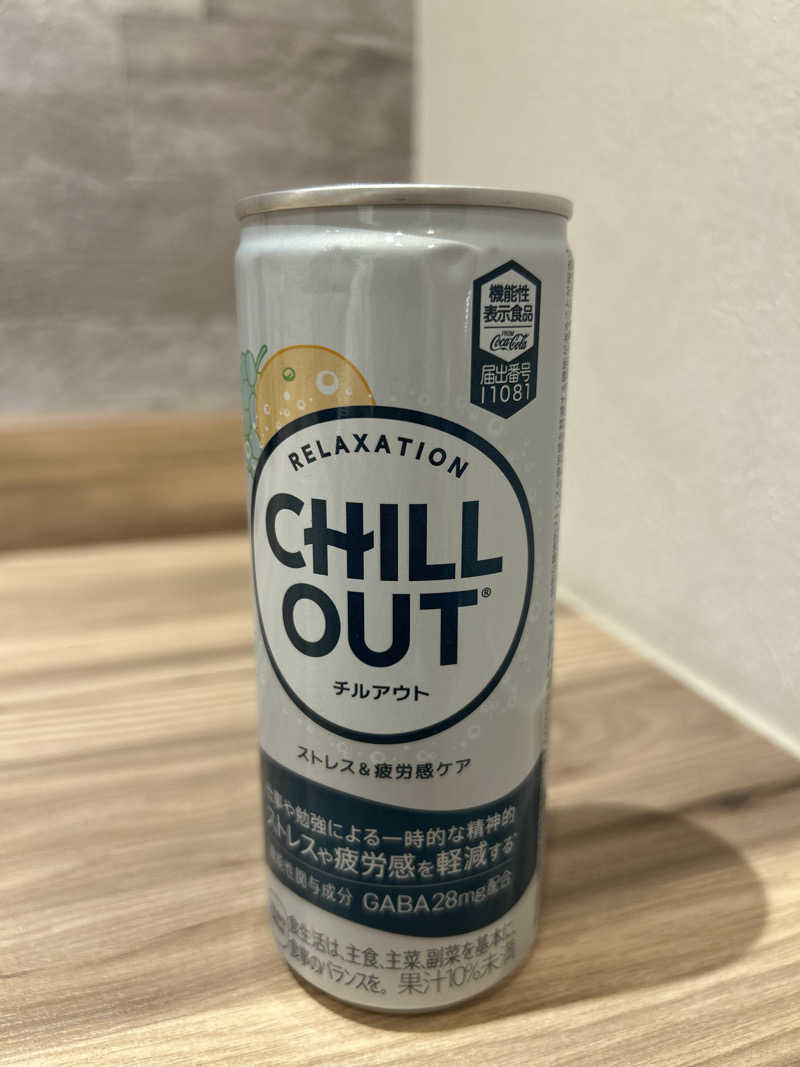 機能性
表示食品
FROM
Coca-Cola
届出番号
I1081
RELAXATION
CHILL
OUT®
チルアウト
ストレス&疲労感ケア
事や勉強による一時的な精神的
ストレスや疲労感を軽減する、
能性関与成分 GABA28mg配合
食生活は、主食、主菜、副菜を基本に、
食事のバランスを。 果汁10%未満